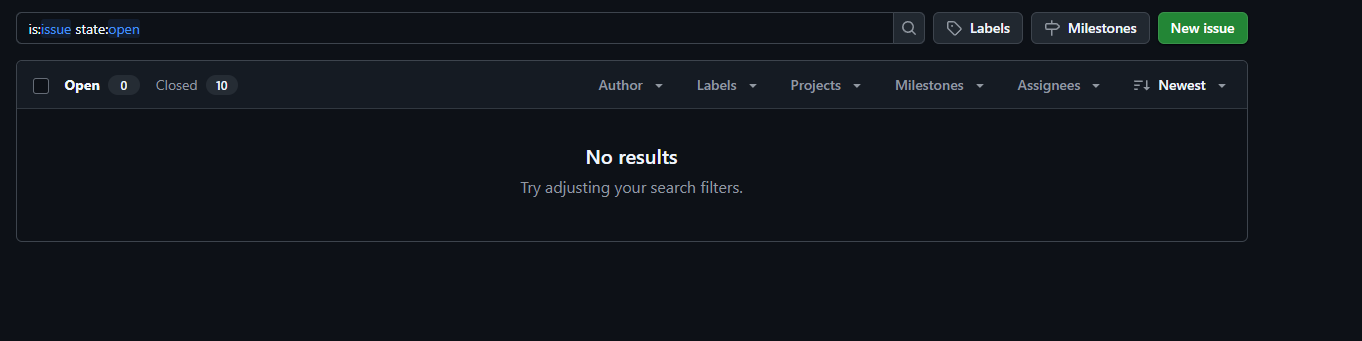 is:issue state:open
Labels
Milestones
New issue
Open 0 Closed 10 Author Labels Projects Milestones Assignees Newest
No results
Try adjusting your search filters.